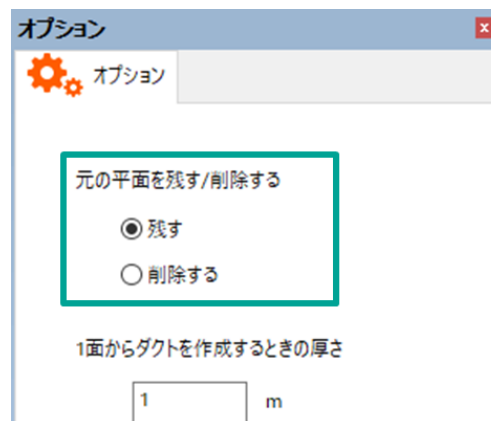 オプション
オプション
元の平面を残す/削除する
残す
削除する
1面からダクトを作成するときの厚さ
1 m